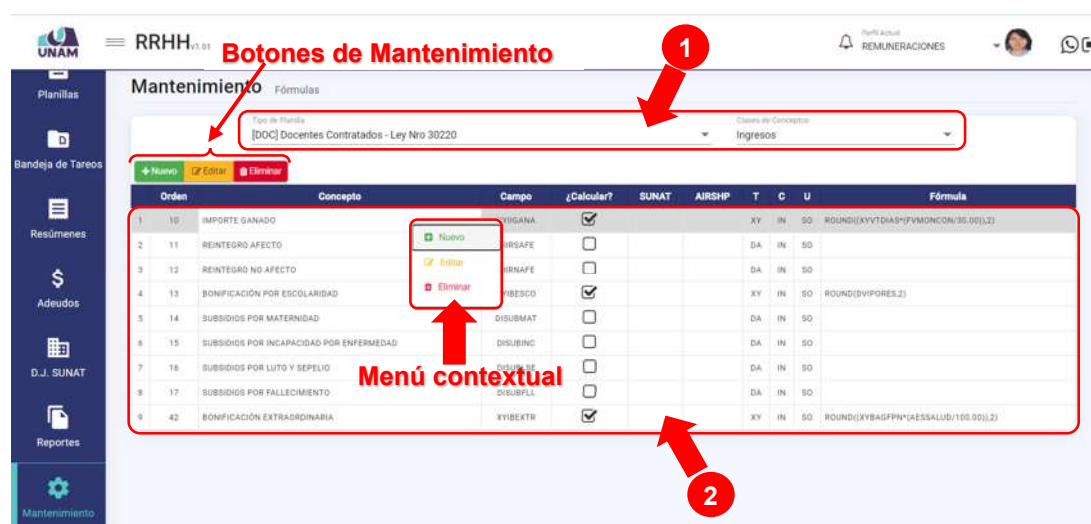 UNAM
RRHH v1.01
Botones de Mantenimiento
1
Perfil Actual
REMUNERACIONES
Planillas
Mantenimiento Fórmulas
Tipo de Planilla
[DOC] Docentes Contratados - Ley Nro 30220
Clases de Conceptos
Ingresos
Bandeja de Tareos
Nuevo Editar Eliminar
Orden Concepto Campo ¿Calcular? SUNAT AIRSHP T C U Fórmula
1 10 IMPORTE GANADO XYIIGANA XY IN SO ROUND((XYVTDIAS*(FVMONCON/30.00)),2)
2 11 REINTEGRO AFECTO DIRSAFE DA IN SO
3 12 REINTEGRO NO AFECTO DIRNAFE DA IN SO
4 13 BONIFICACIÓN POR ESCOLARIDAD XYIBESCO XY IN SO ROUND(DVIPORES,2)
5 14 SUBSIDIOS POR MATERNIDAD DISUBMAT DA IN SO
6 15 SUBSIDIOS POR INCAPACIDAD POR ENFERMEDAD DISUBINC DA IN SO
7 16 SUBSIDIOS POR LUTO Y SEPELIO DA IN SO
8 17 SUBSIDIOS POR FALLECIMIENTO DISUBFLL DA IN SO
9 42 BONIFICACIÓN EXTRAORDINARIA XYIBEXTR XY IN SO ROUND((XYBAGFPN*(AESSALUD/100.00)),2)
Nuevo
Editar
Eliminar
Menú contextual
2
Resúmenes
Adeudos
D.J. SUNAT
Reportes
Mantenimiento